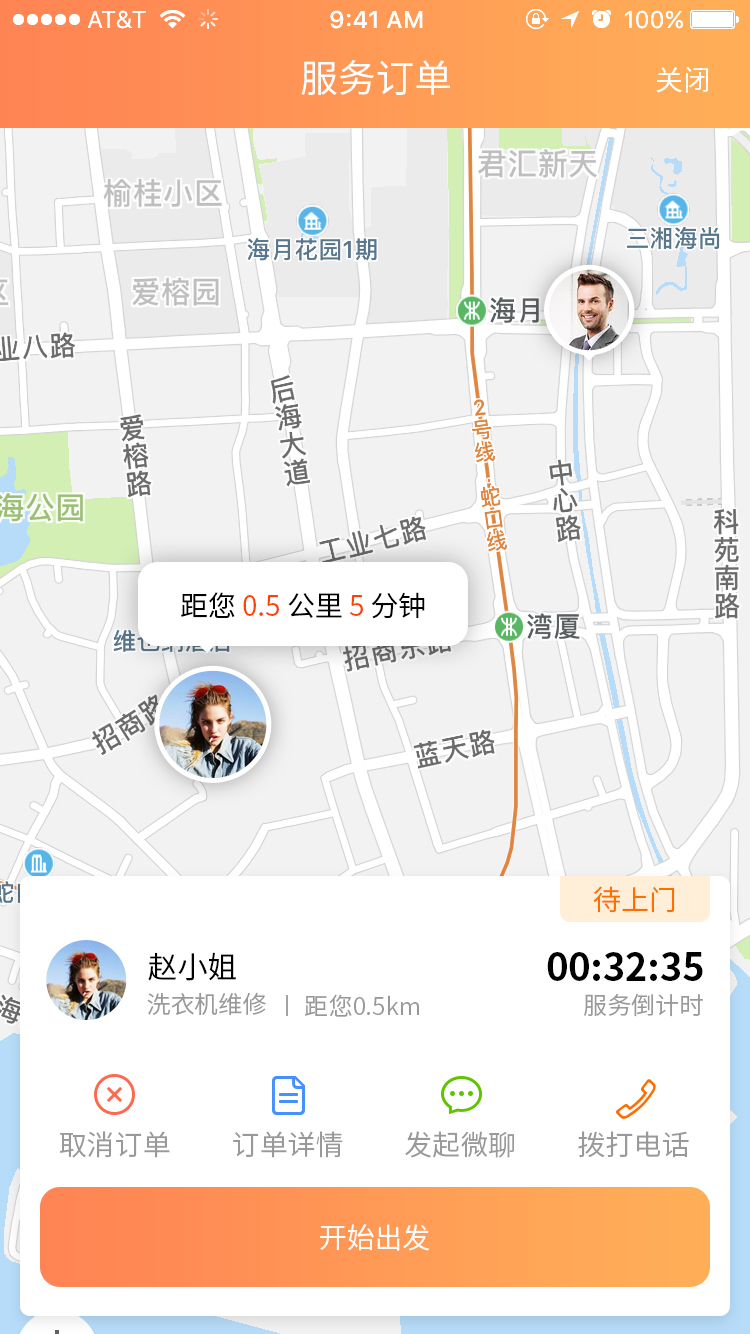 AT&T
9:41 AM
100%
服务订单
关闭
君汇新天
榆桂小区
三湘海尚
海月花园1期
区
爱榕园
海月
业八路
后海大道
2号线
蛇口线
爱榕路
中心路
海公园
科苑南路
工业七路
距您 0.5 公里 5 分钟
湾厦
招商东路
招商路
蓝天路
待上门
赵小姐
00:32:35
洗衣机维修 | 距您0.5km
服务倒计时
海
取消订单
订单详情
发起微聊
拨打电话
开始出发